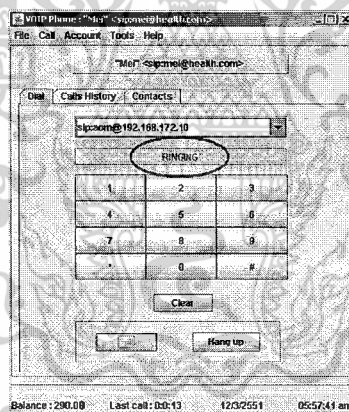 VOIP Phone : "Mei" <sip:mei@health.com>
File Call Account Tools Help
"Mei" <sip:mei@health.com>
Dial Calls History Contacts
sip:aom@192.168.172.10
RINGING
1 2 3
4 5 6
7 8 9
* 0 #
Clear
Hang up
Balance : 290.00 Last call : 0:0:13 12/3/2551 05:57:41 am